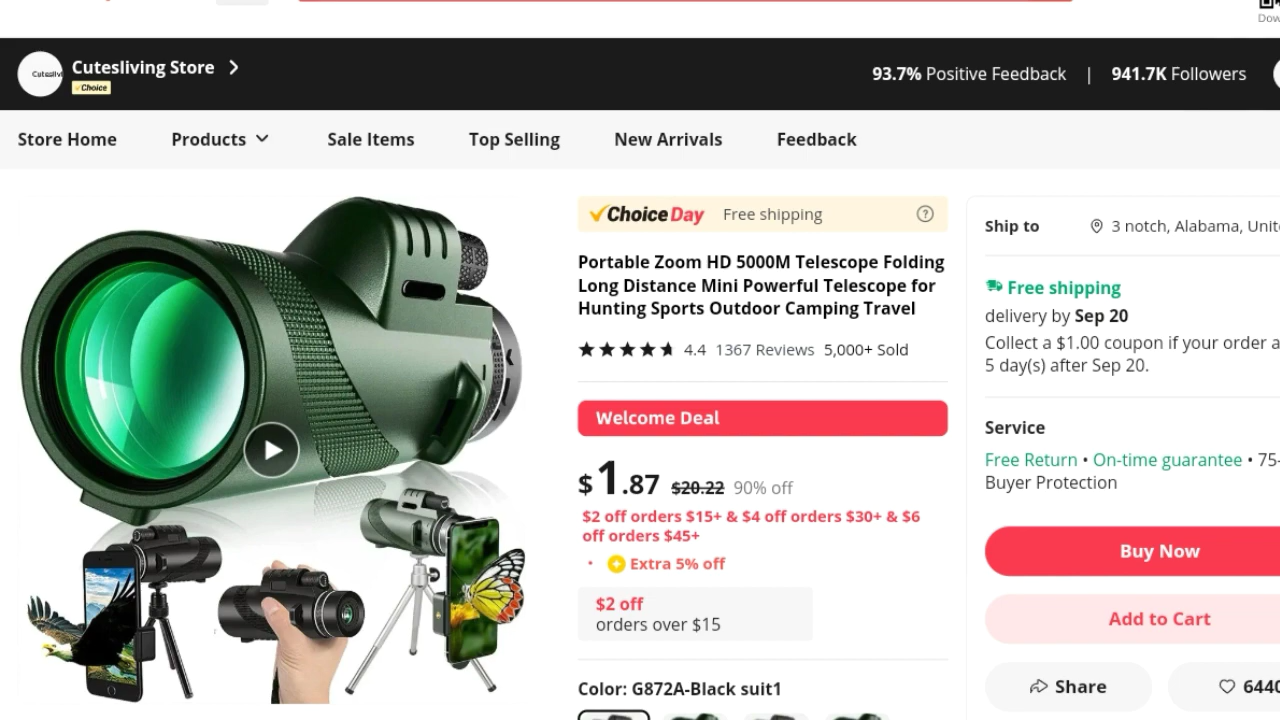 Dow
Cutesliving Store
Choice
93.7% Positive Feedback | 941.7K Followers
Store Home Products Sale Items Top Selling New Arrivals Feedback
Choice Day Free shipping
Portable Zoom HD 5000M Telescope Folding
Long Distance Mini Powerful Telescope for
Hunting Sports Outdoor Camping Travel
4.4 1367 Reviews 5,000+ Sold
Welcome Deal
$1.87 $20.22 90% off
$2 off orders $15+ & $4 off orders $30+ & $6
off orders $45+
Extra 5% off
$2 off
orders over $15
Color: G872A-Black suit1
Ship to 3 notch, Alabama, Unit
Free shipping
delivery by Sep 20
Collect a $1.00 coupon if your order a
5 day(s) after Sep 20.
Service
Free Return • On-time guarantee • 75-
Buyer Protection
Buy Now
Add to Cart
Share 6440